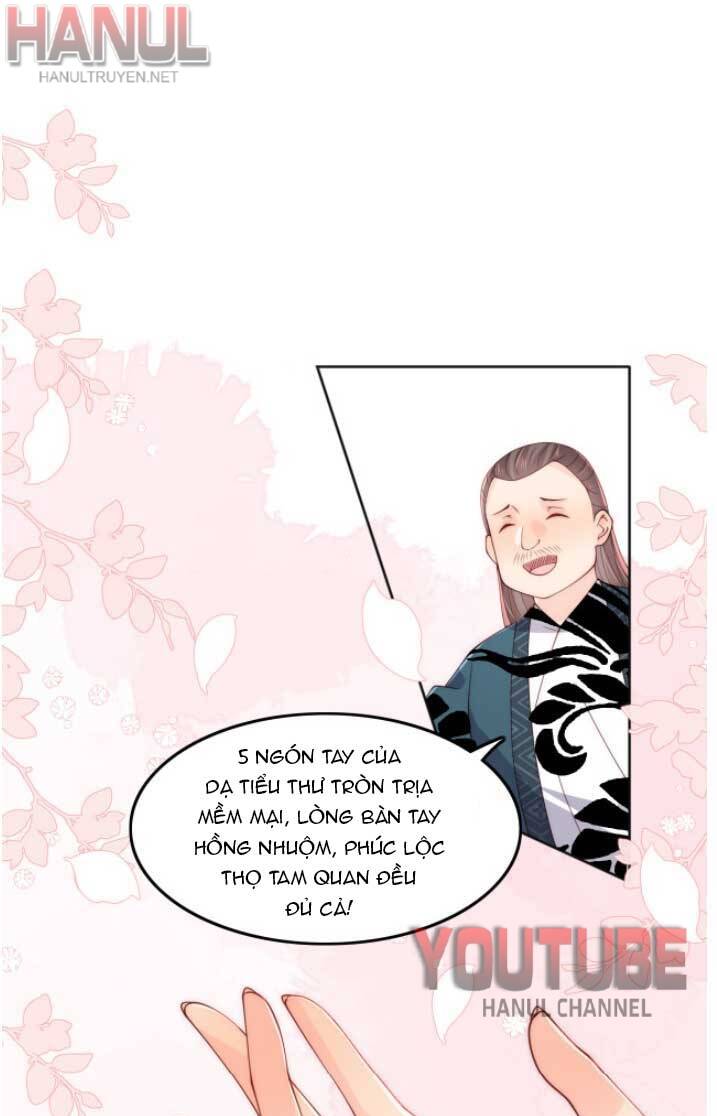 HANUL
HANULTRUYEN.NET
5 NGÓN TAY CỦA
DẠ TIỂU THƯ TRÒN TRỊA
MỀM MẠI, LÒNG BÀN TAY
HỒNG NHUỘM, PHÚC LỘC
THỌ TAM QUAN ĐỀU
ĐỦ CẢ!
YOUTUBE
HANUL CHANNEL